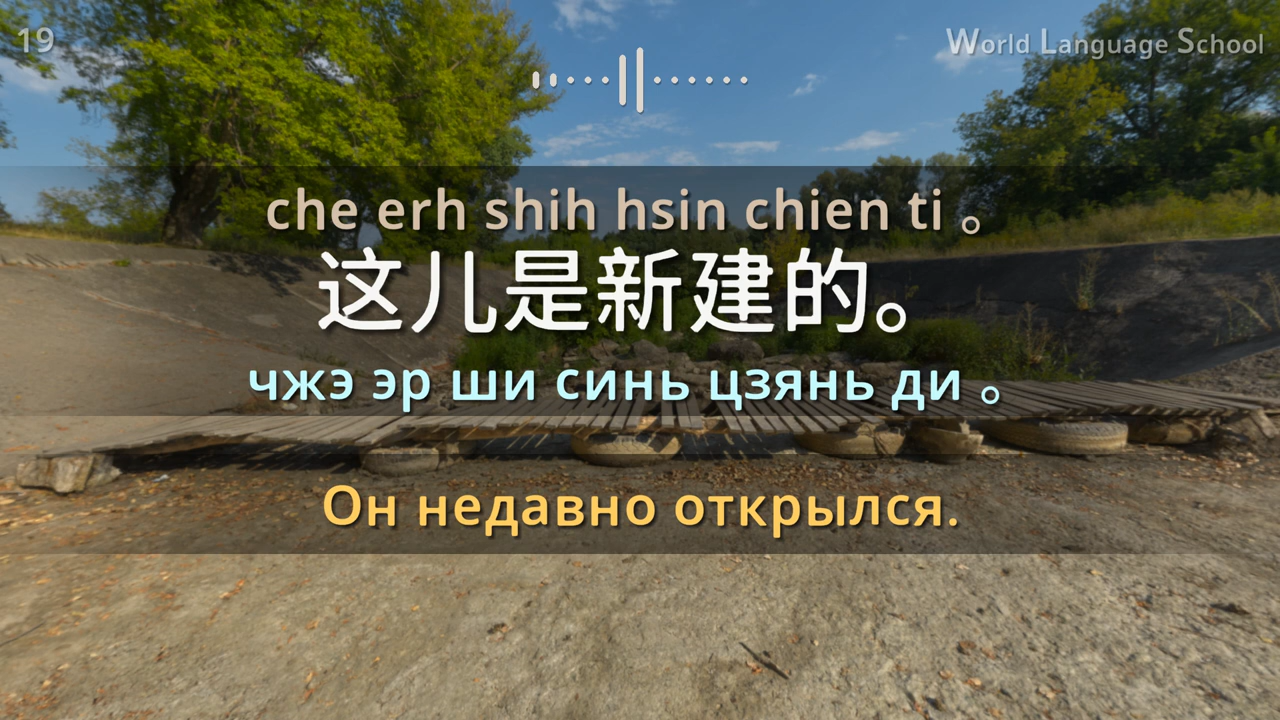 19
World Language School
che erh shih hsin chien ti 。
这儿是新建的。
чжэ эр ши синь цзянь ди 。
Он недавно открылся.